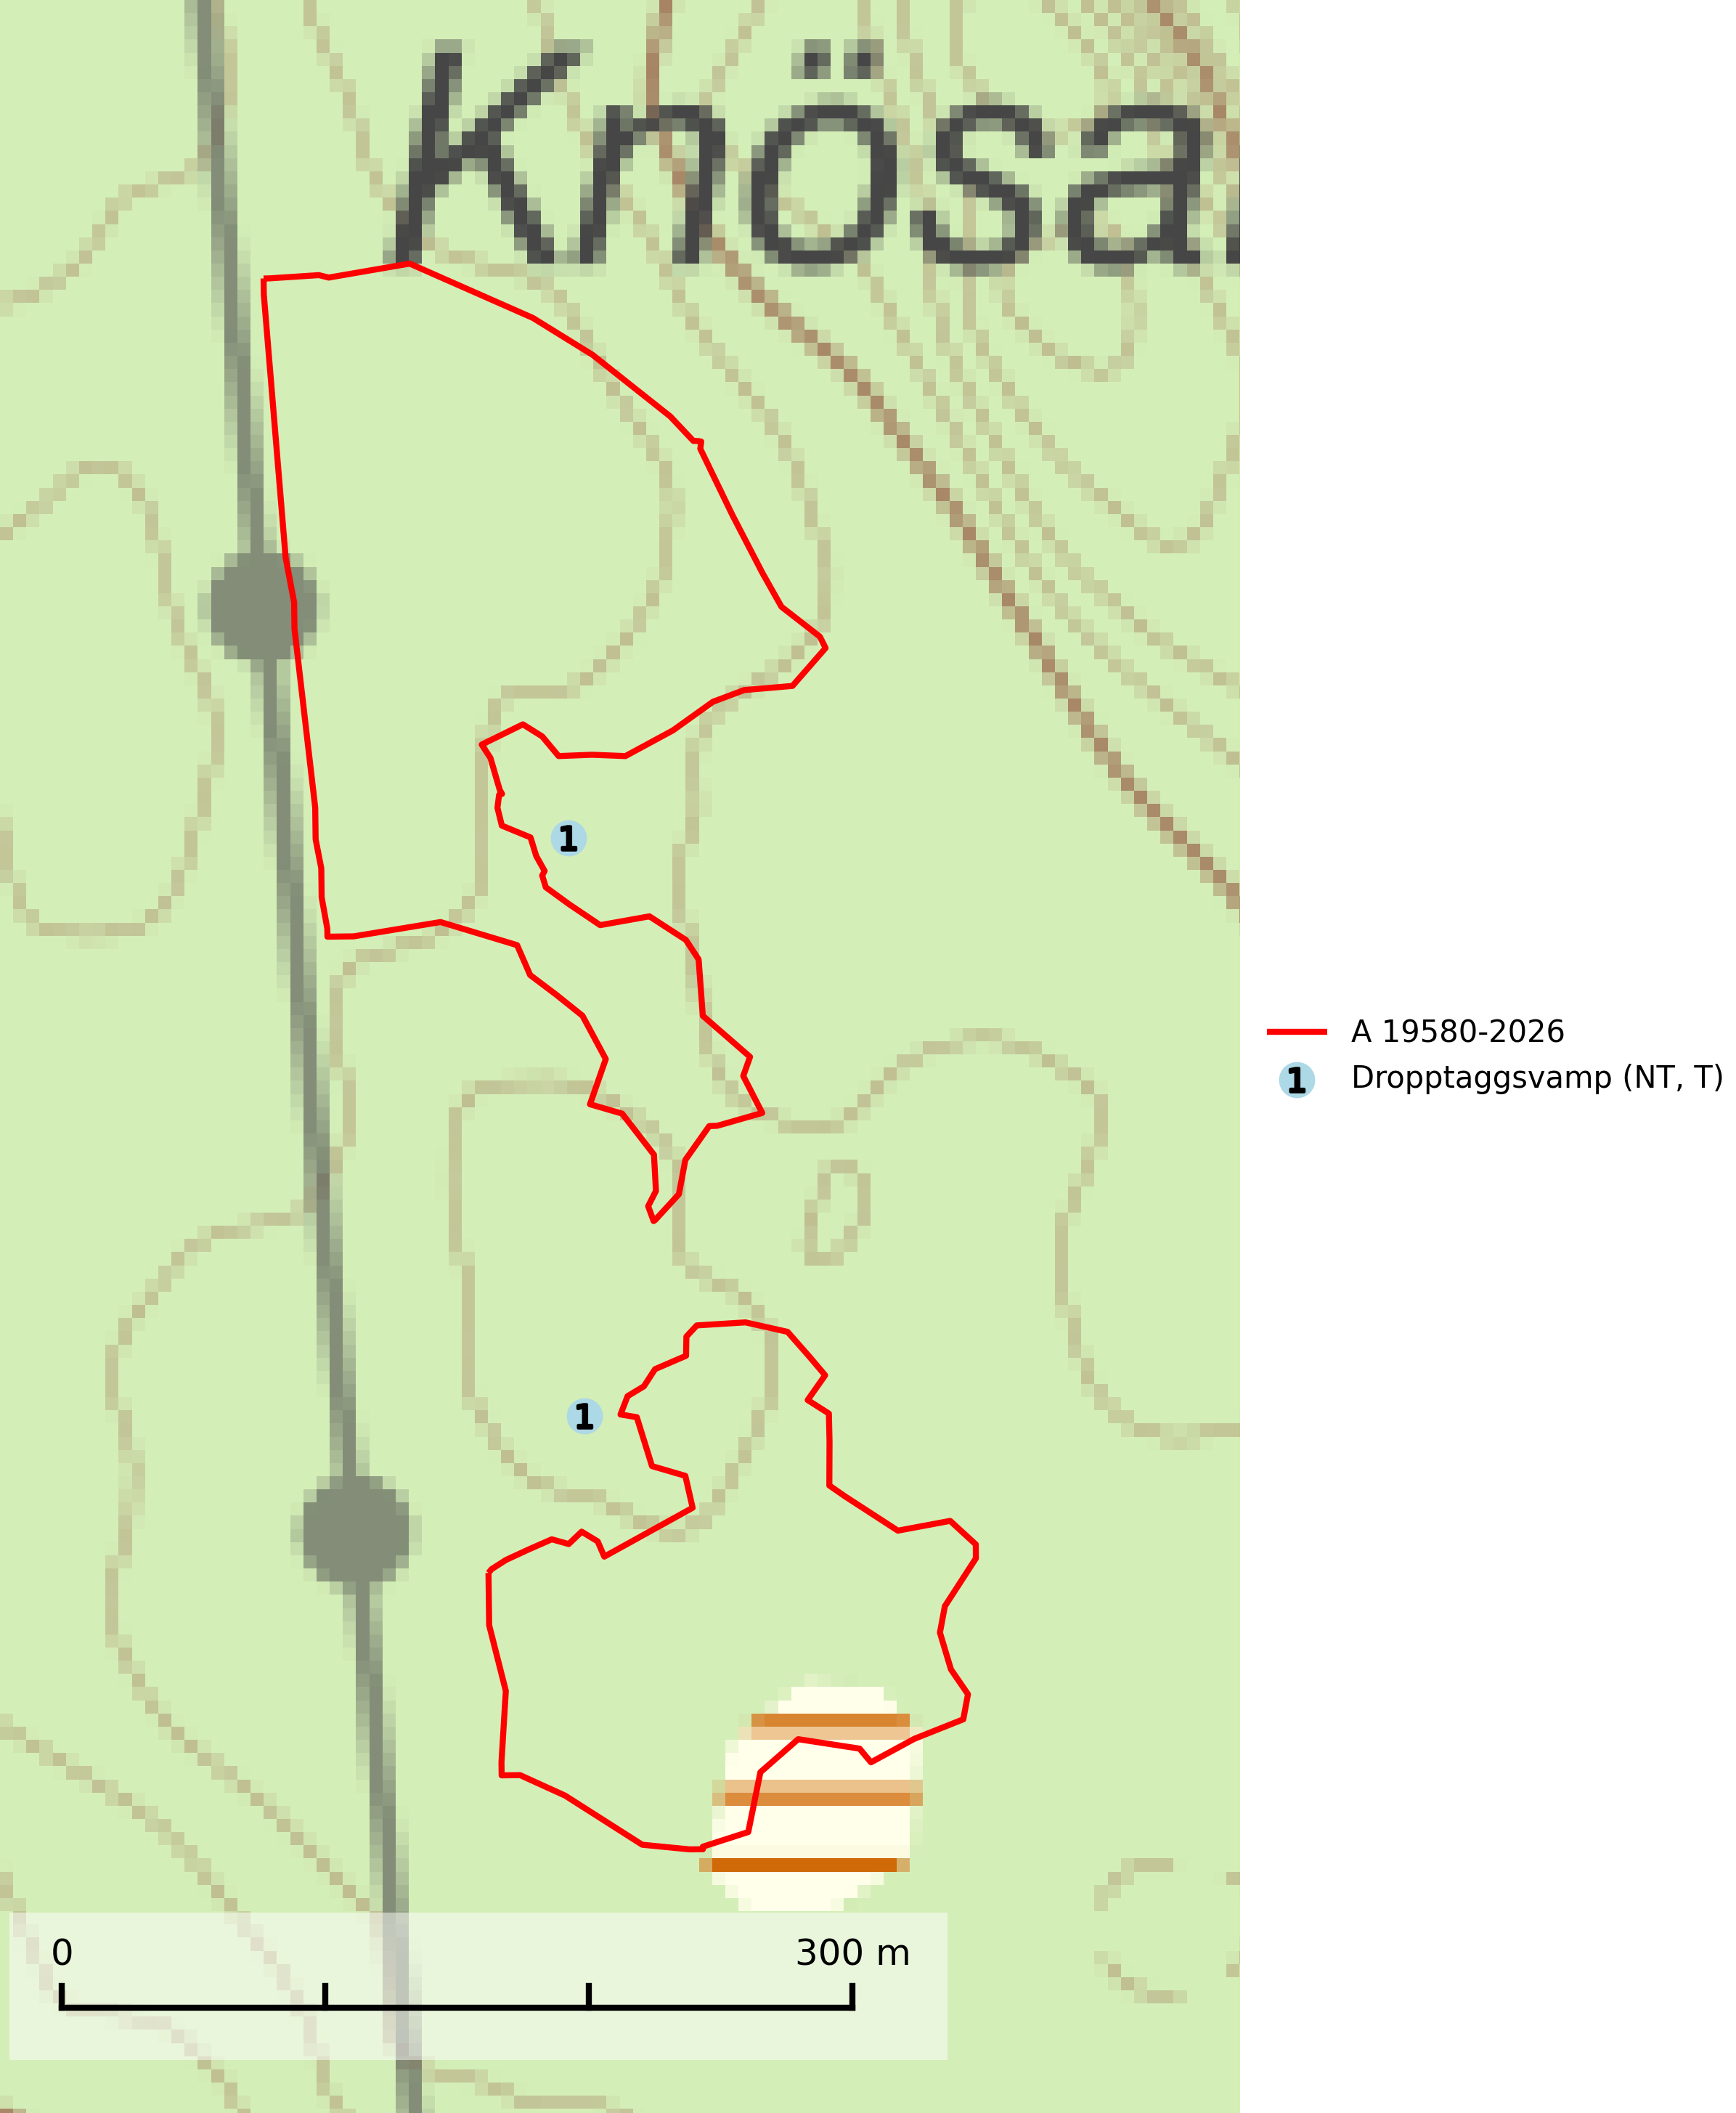 Knösa
1
1
A 19580-2026
1 Dropptaggsvamp (NT, T)
0 300 m